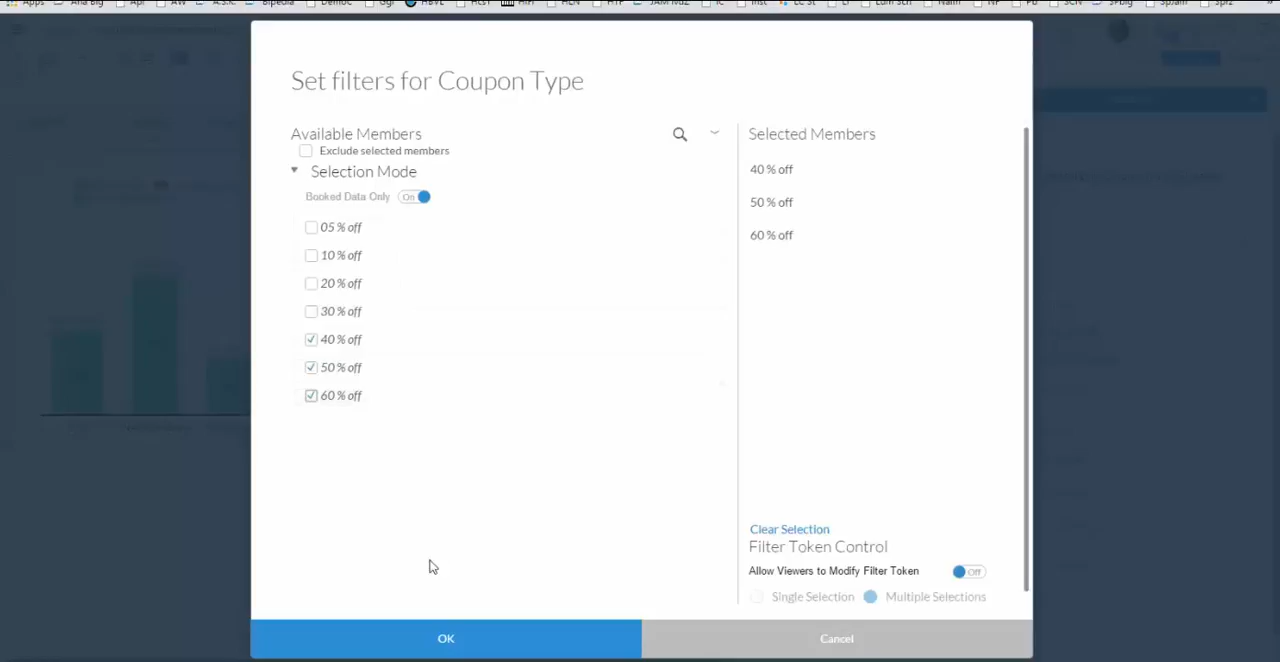 Apps
Set filters for Coupon Type
Available Members
Exclude selected members
Selection Mode
Booked Data Only On
05 % off
10 % off
20 % off
30 % off
40 % off
50 % off
60 % off
Selected Members
40 % off
50 % off
60 % off
Clear Selection
Filter Token Control
Allow Viewers to Modify Filter Token Off
Single Selection Multiple Selections
OK
Cancel